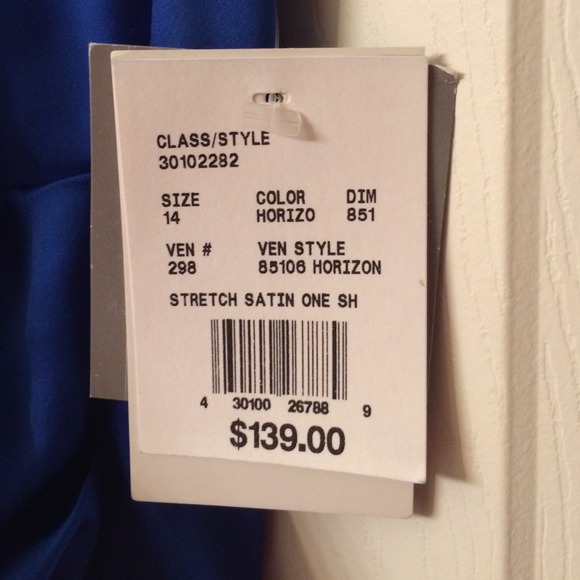 CLASS/STYLE
30102282
SIZE COLOR DIM
14 HORIZO 851
VEN # VEN STYLE
298 85106 HORIZON
STRETCH SATIN ONE SH
4 30100 26788 9
$139.00